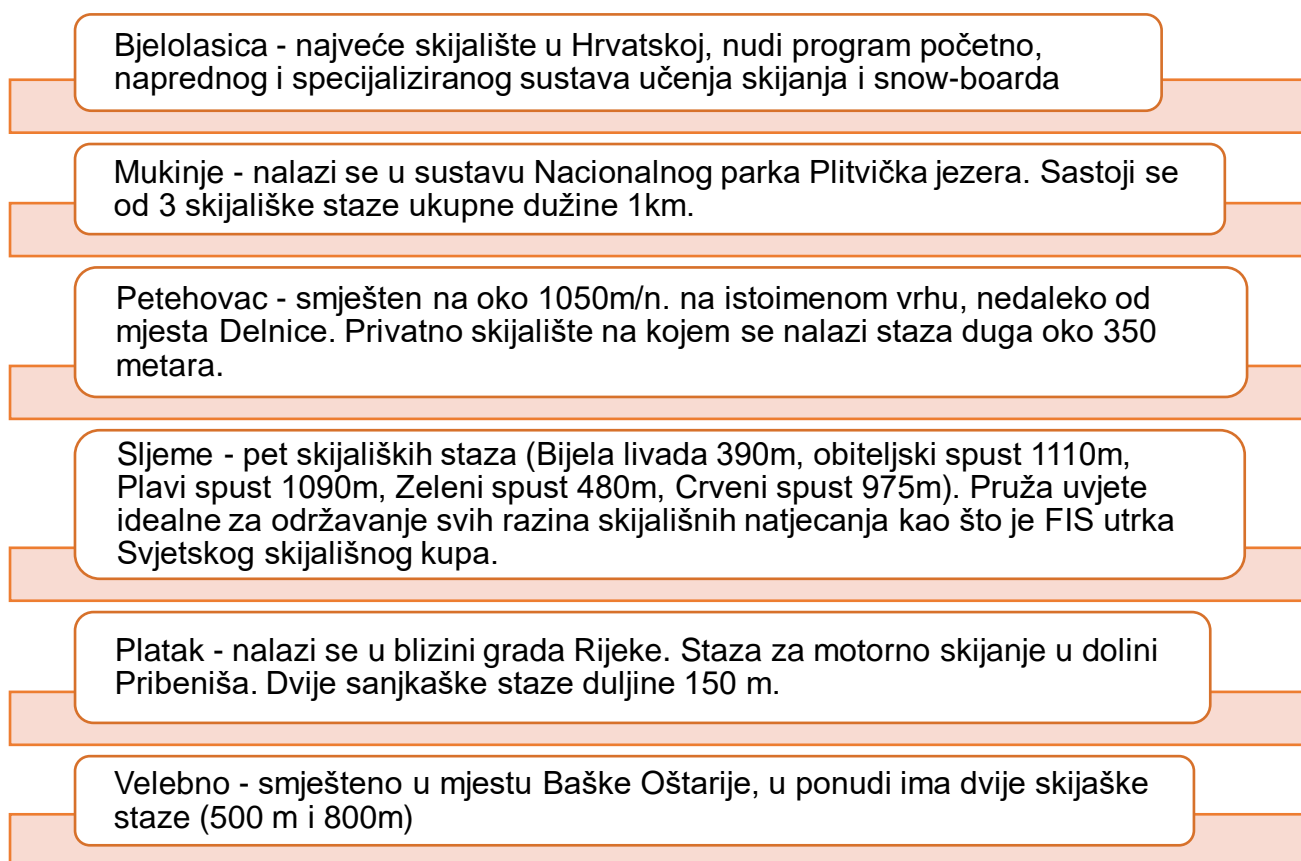 Bjelolasica - najveće skijalište u Hrvatskoj, nudi program početno,
naprednog i specijaliziranog sustava učenja skijanja i snow-boarda
Mukinje - nalazi se u sustavu Nacionalnog parka Plitvička jezera. Sastoji se
od 3 skijališke staze ukupne dužine 1km.
Petehovac - smješten na oko 1050m/n. na istoimenom vrhu, nedaleko od
mjesta Delnice. Privatno skijalište na kojem se nalazi staza duga oko 350
metara.
Sljeme - pet skijaliških staza (Bijela livada 390m, obiteljski spust 1110m,
Plavi spust 1090m, Zeleni spust 480m, Crveni spust 975m). Pruža uvjete
idealne za održavanje svih razina skijališnih natjecanja kao što je FIS utrka
Svjetskog skijališnog kupa.
Platak - nalazi se u blizini grada Rijeke. Staza za motorno skijanje u dolini
Pribeniša. Dvije sanjkaške staze duljine 150 m.
Velebno - smješteno u mjestu Baške Oštarije, u ponudi ima dvije skijaške
staze (500 m i 800m)